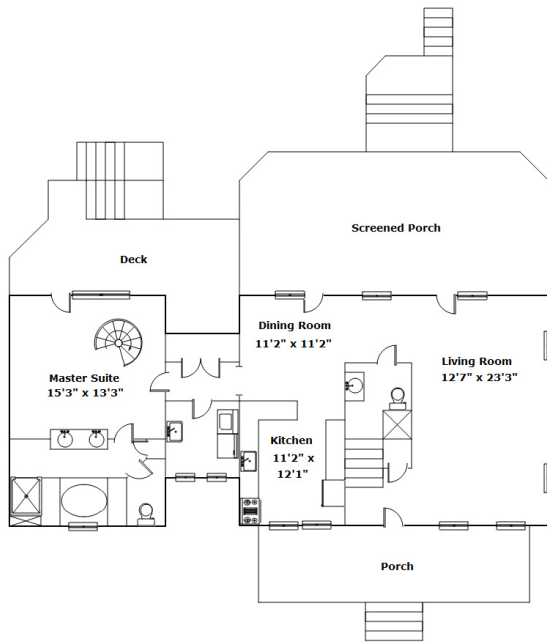 Screened Porch
Deck
Dining Room
11'2" x 11'2"
Living Room
12'7" x 23'3"
Master Suite
15'3" x 13'3"
Kitchen
11'2" x
12'1"
Porch